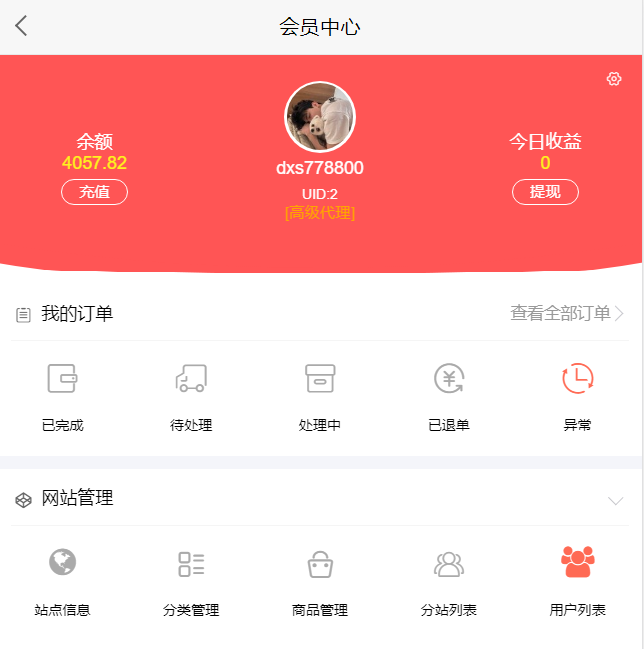 会员中心
余额
4057.82
充值
dxs778800
UID:2
[高级代理]
今日收益
0
提现
我的订单
查看全部订单
已完成
待处理
处理中
已退单
异常
网站管理
站点信息
分类管理
商品管理
分站列表
用户列表